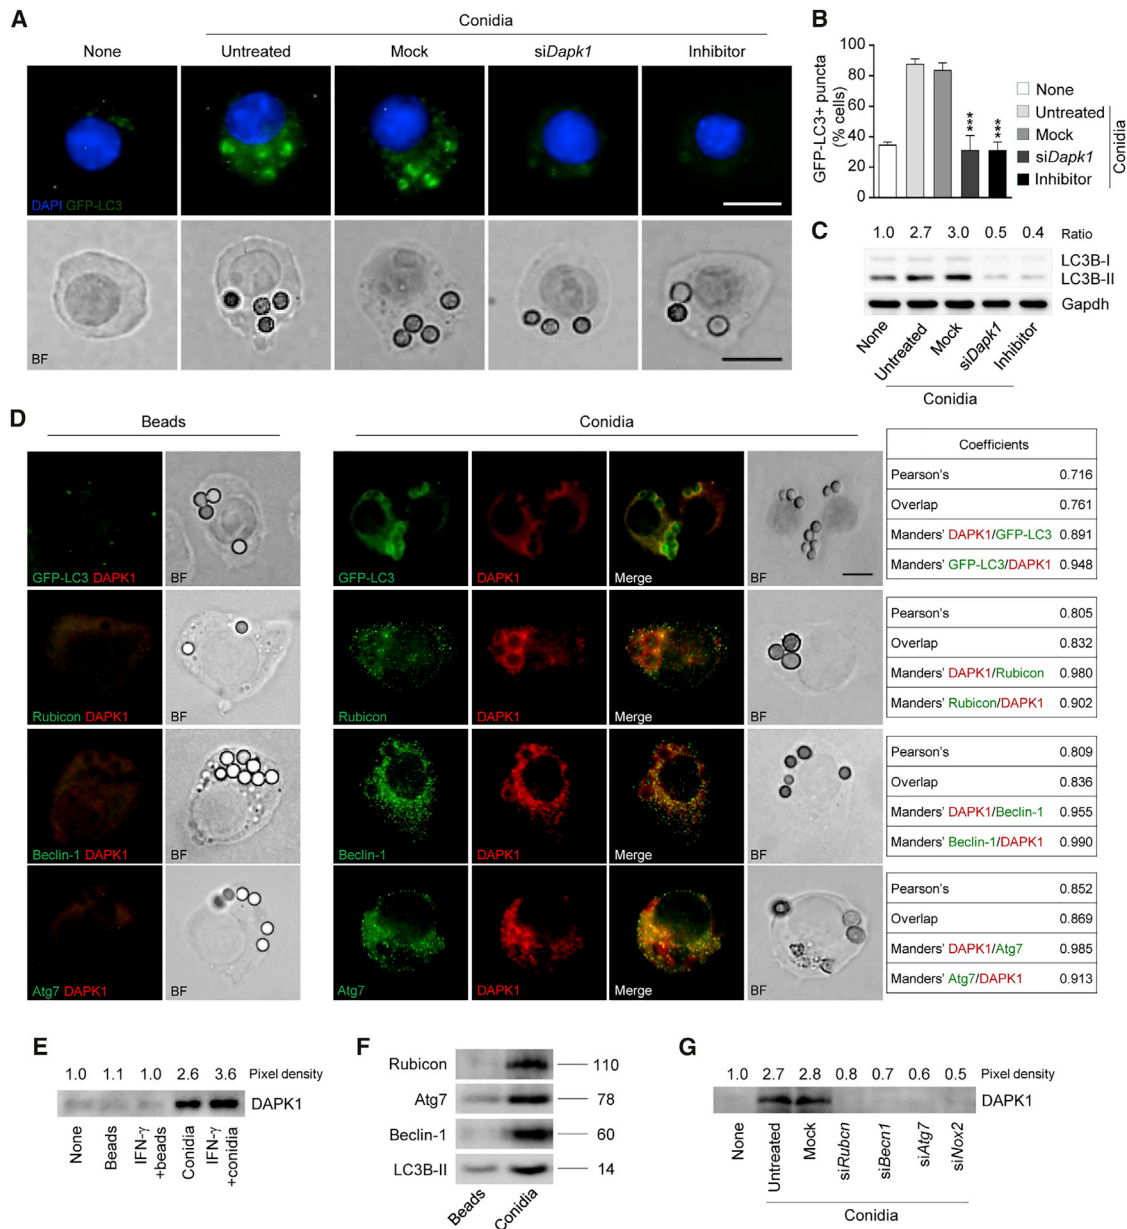 A
Conidia
None
Untreated
Mock
siDapk1
Inhibitor
DAPI GFP-LC3
BF
B
GFP-LC3+ puncta
(% cells)
100
80
60
40
20
0
***
***
None
Untreated
Mock
siDapk1
Inhibitor
Conidia
C
1.0 2.7 3.0 0.5 0.4 Ratio
LC3B-I
LC3B-II
Gapdh
None
Untreated
Mock
siDapk1
Inhibitor
Conidia
D
Beads
Conidia
GFP-LC3 DAPK1
BF
GFP-LC3
DAPK1
Merge
BF
Coefficients
Pearson's 0.716
Overlap 0.761
Manders' DAPK1/GFP-LC3 0.891
Manders' GFP-LC3/DAPK1 0.948
Rubicon DAPK1
BF
Rubicon
DAPK1
Merge
BF
Pearson's 0.805
Overlap 0.832
Manders' DAPK1/Rubicon 0.980
Manders' Rubicon/DAPK1 0.902
Beclin-1 DAPK1
BF
Beclin-1
DAPK1
Merge
BF
Pearson's 0.809
Overlap 0.836
Manders' DAPK1/Beclin-1 0.955
Manders' Beclin-1/DAPK1 0.990
Atg7 DAPK1
BF
Atg7
DAPK1
Merge
BF
Pearson's 0.852
Overlap 0.869
Manders' DAPK1/Atg7 0.985
Manders' Atg7/DAPK1 0.913
E
1.0 1.1 1.0 2.6 3.6 Pixel density
DAPK1
None
Beads
IFN-γ
+beads
Conidia
IFN-γ
+conidia
F
Rubicon 110
Atg7 78
Beclin-1 60
LC3B-II 14
Beads
Conidia
G
1.0 2.7 2.8 0.8 0.7 0.6 0.5 Pixel density
DAPK1
None
Untreated
Mock
siRubcn
siBecn1
siAtg7
siNox2
Conidia